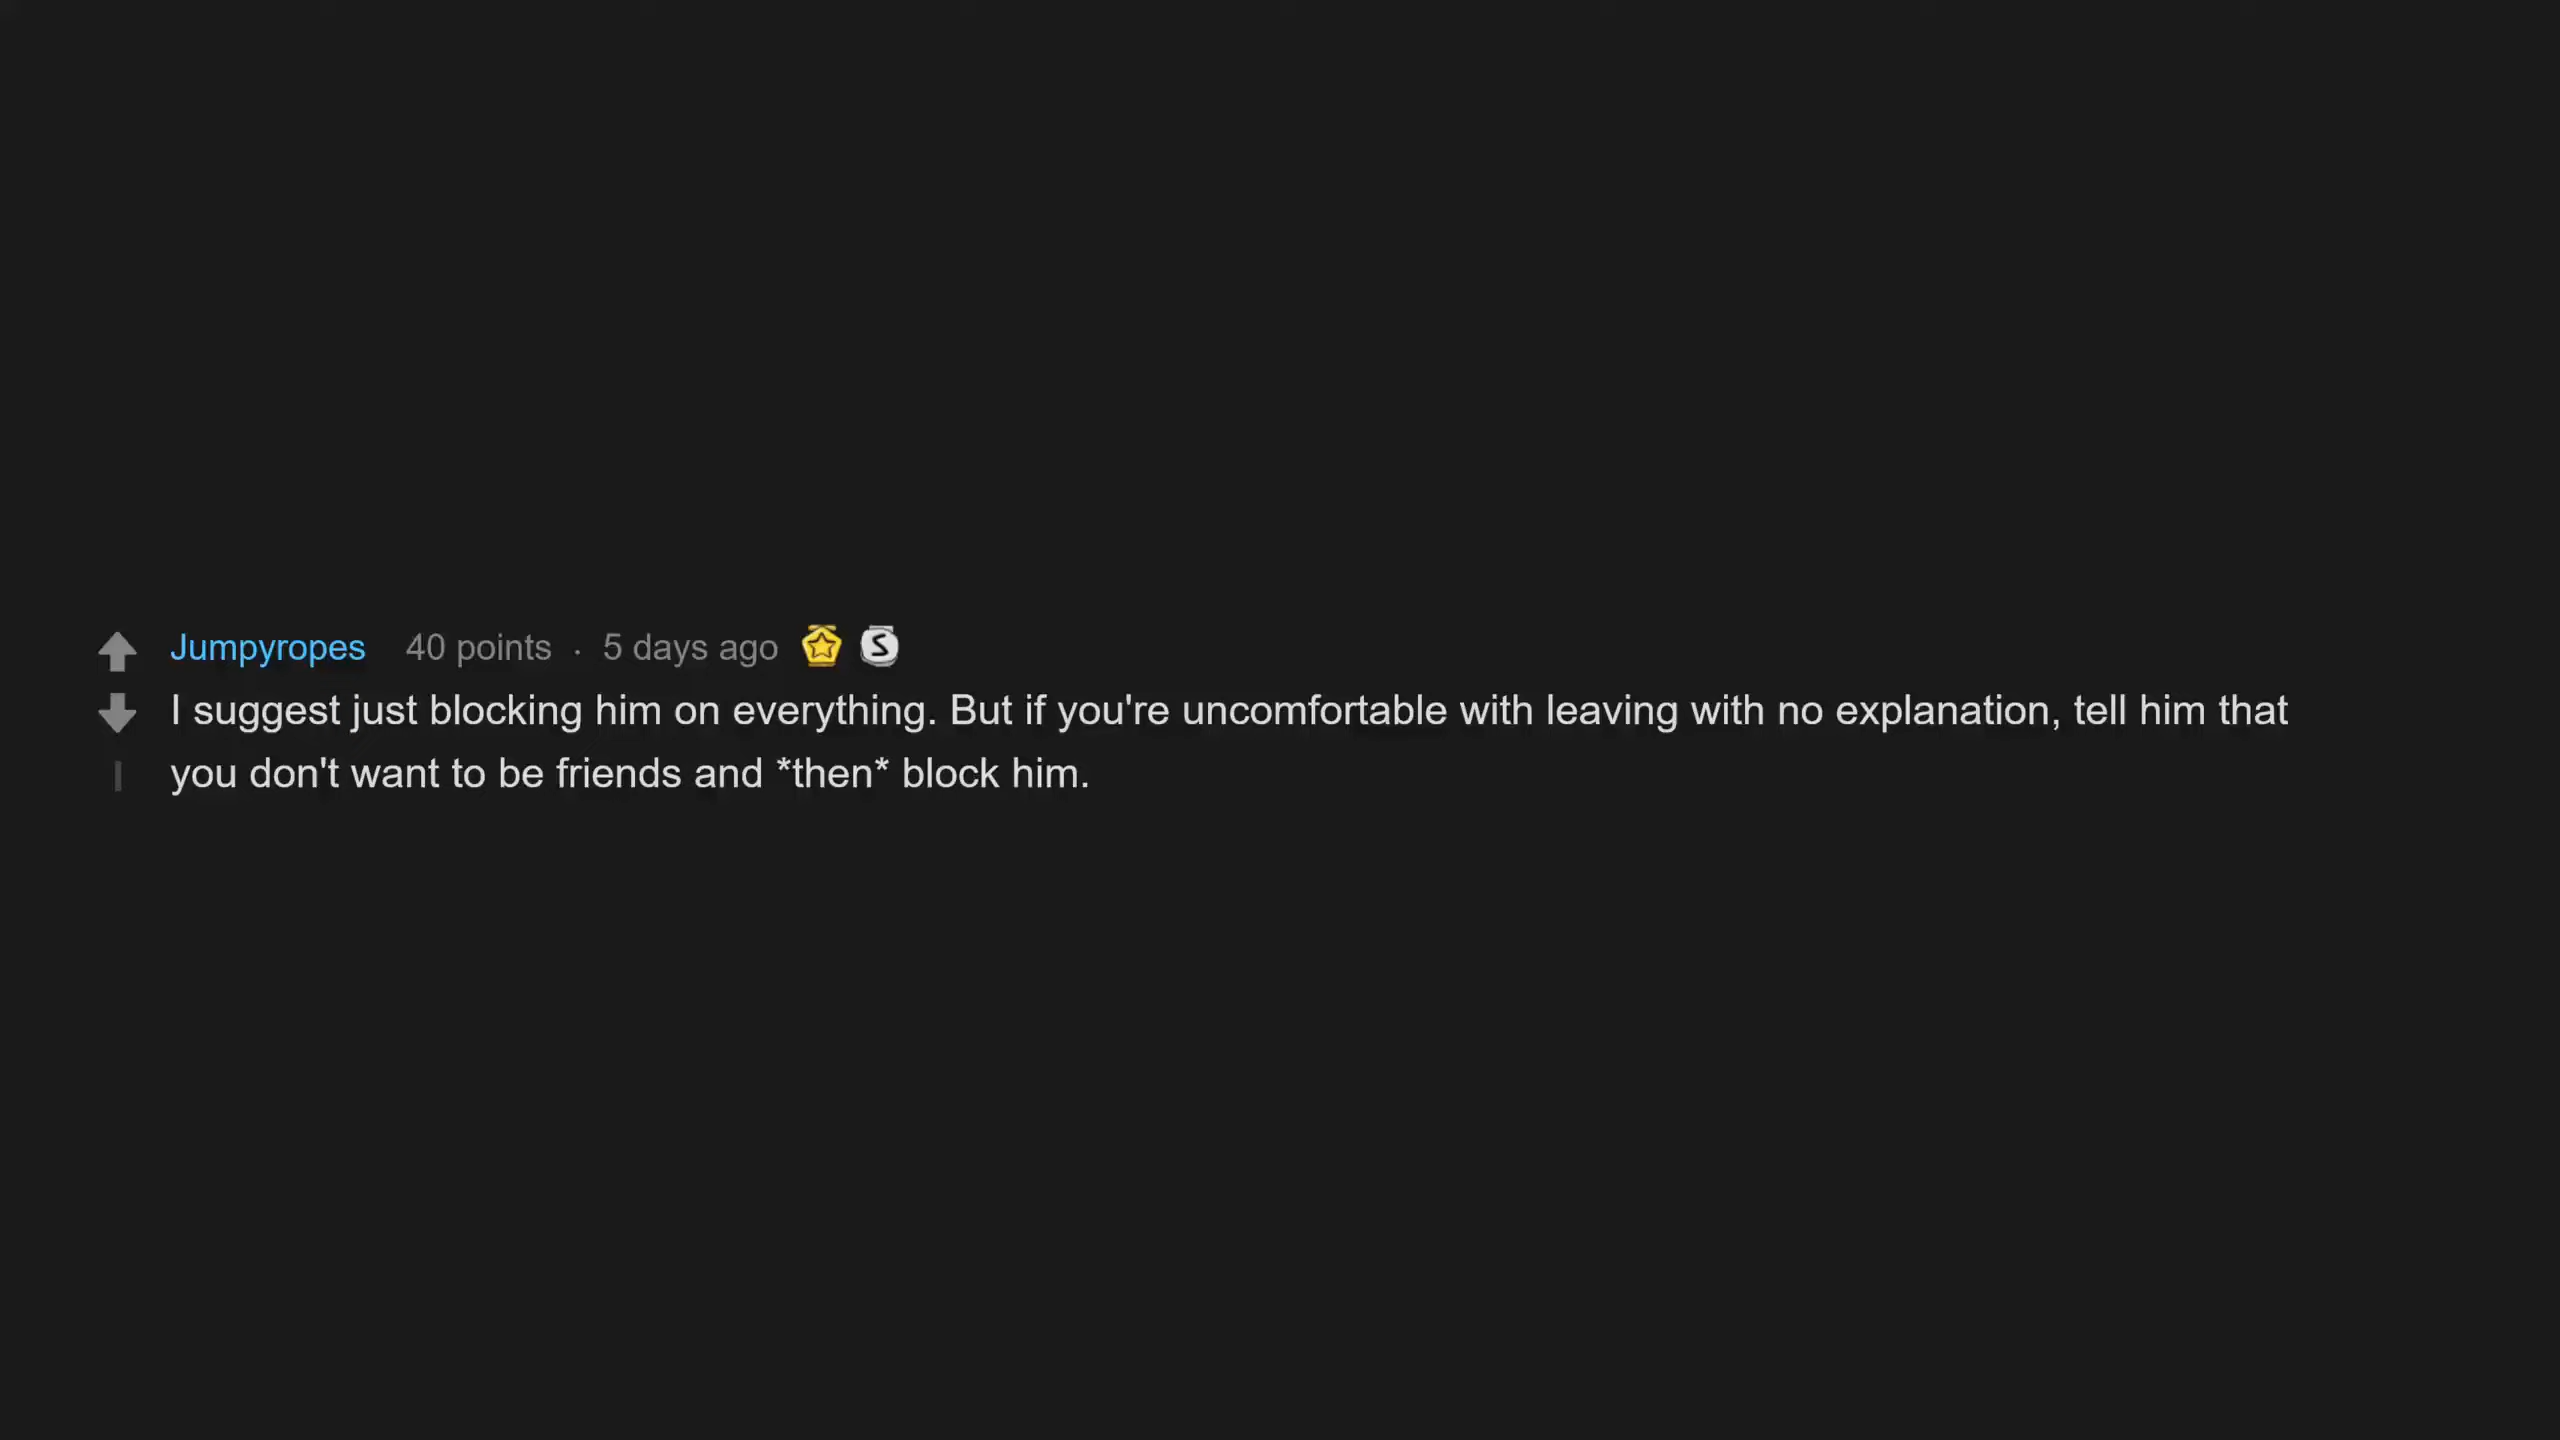 Jumpyropes 40 points · 5 days ago
I suggest just blocking him on everything. But if you're uncomfortable with leaving with no explanation, tell him that
you don't want to be friends and *then* block him.